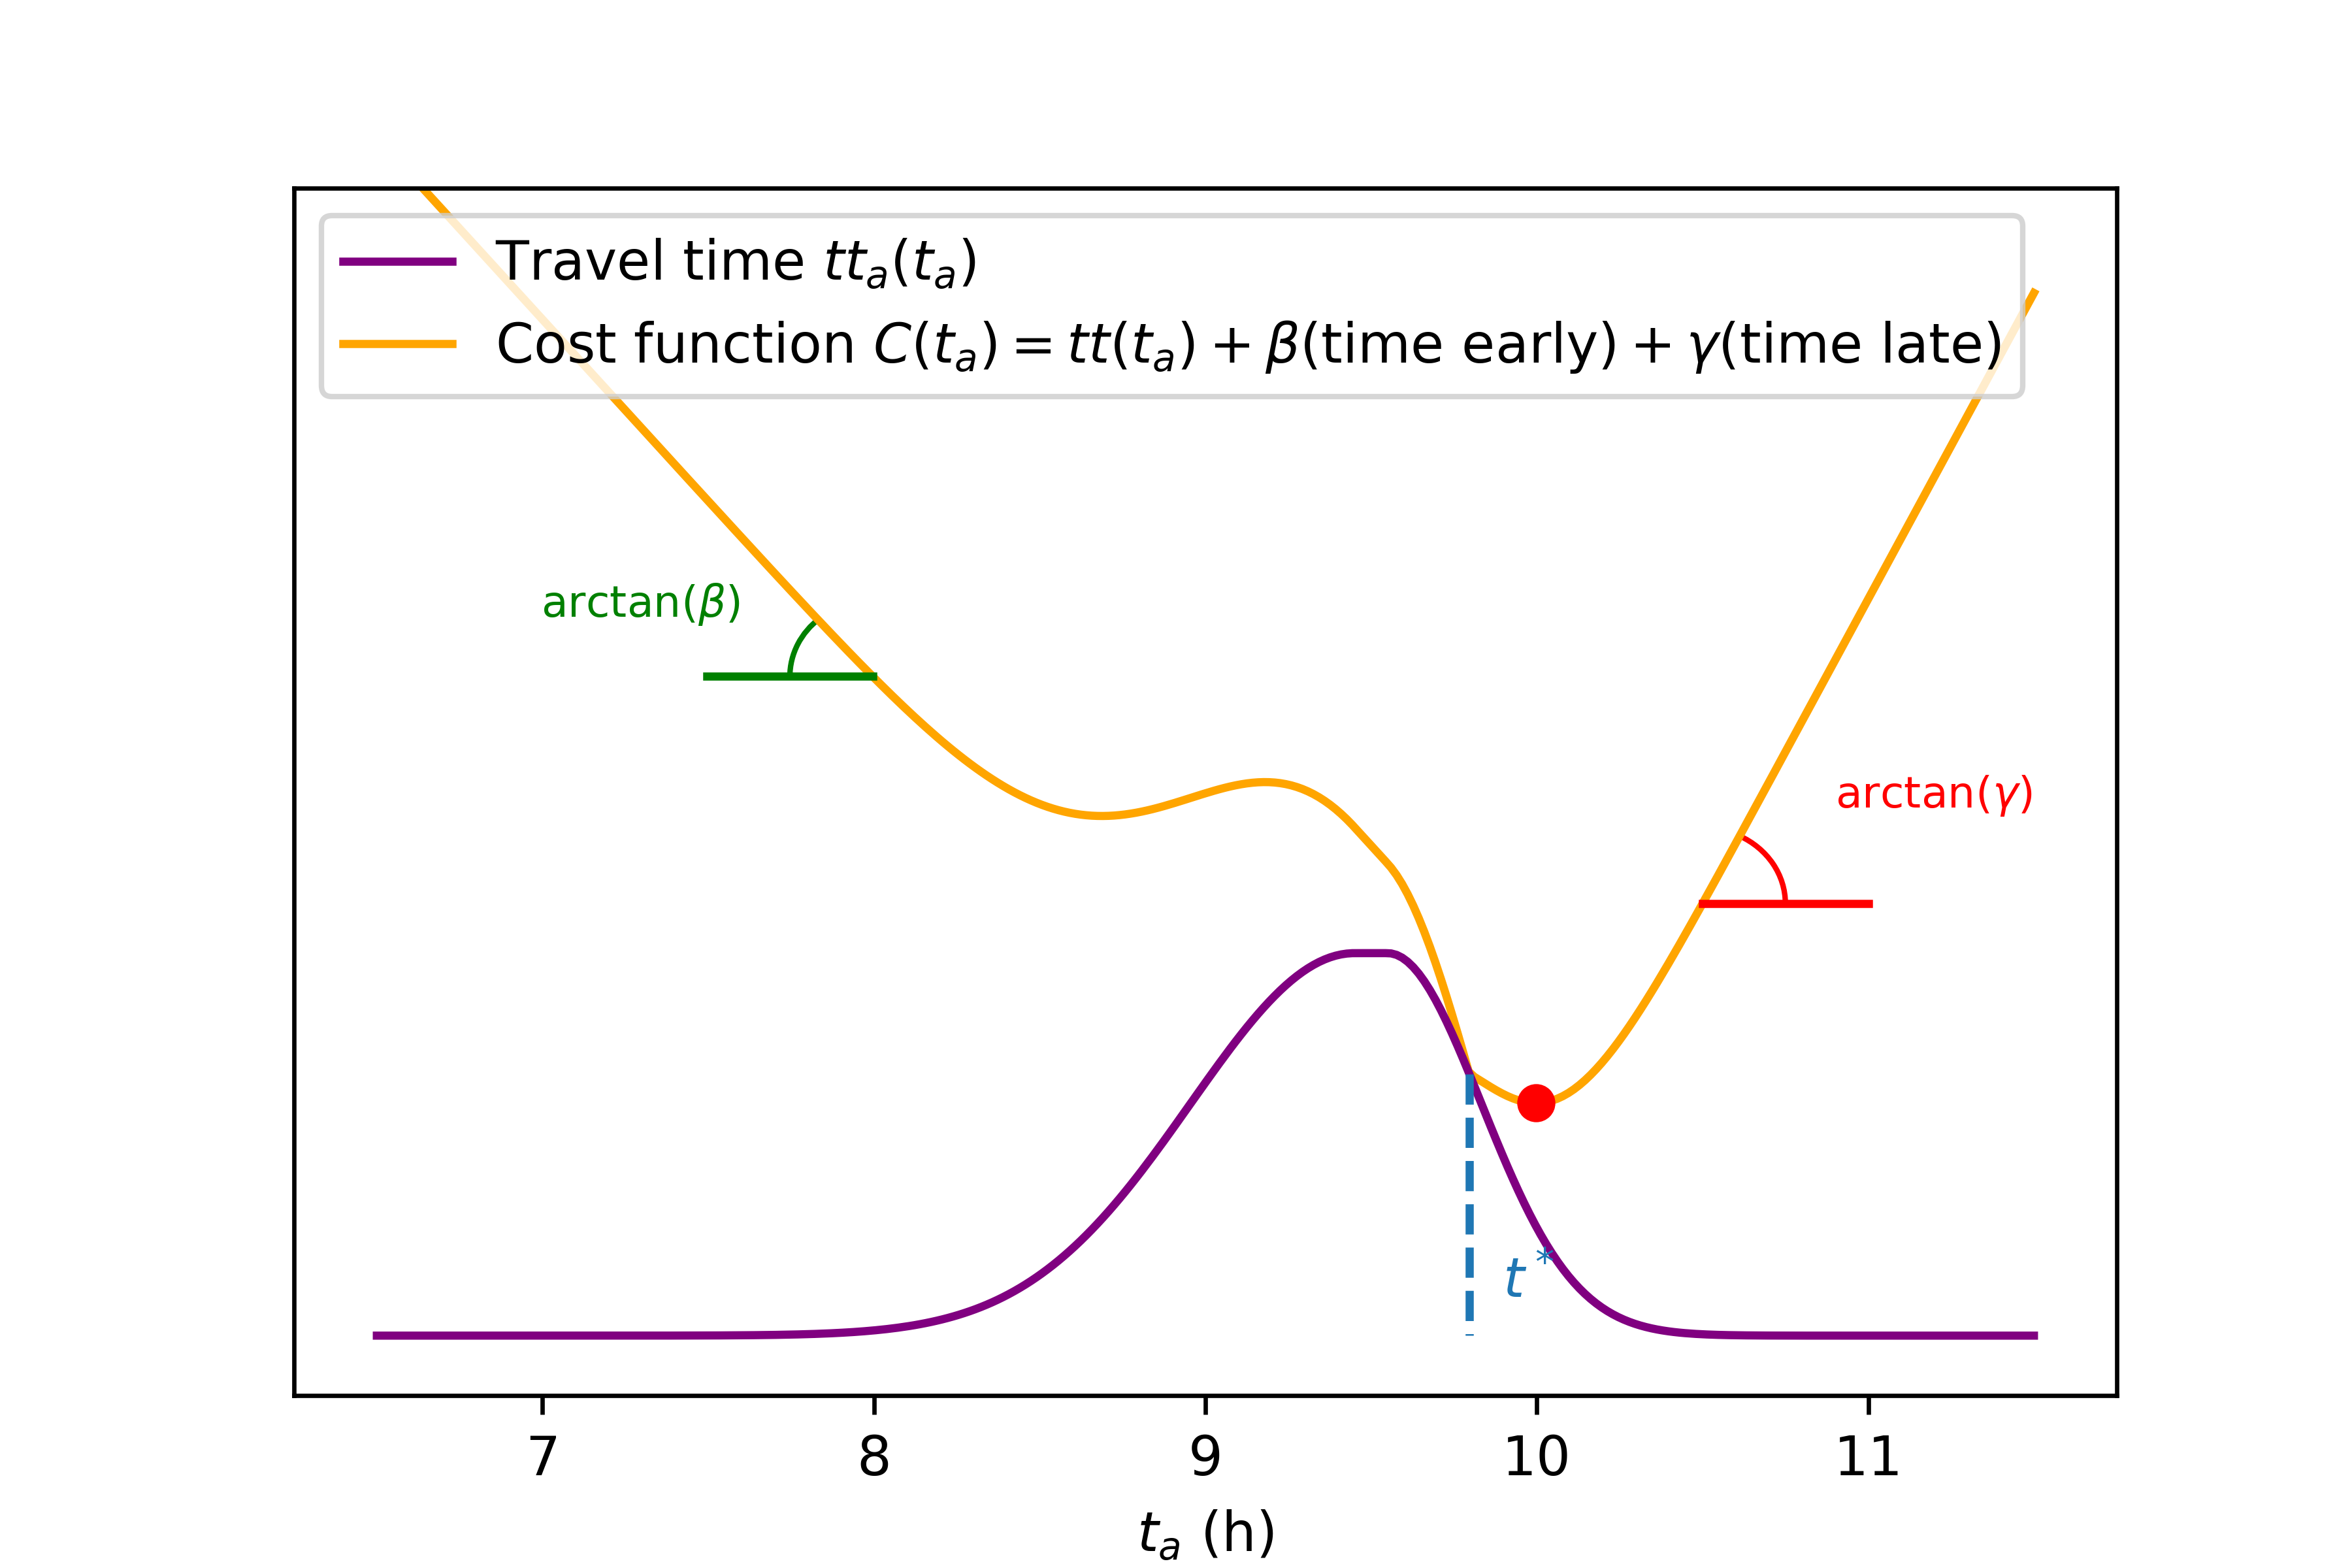 Travel time tt_a(t_a)
Cost function C(t_a) = tt(t_a) + β(time early) + γ(time late)
arctan(β)
arctan(γ)
t*
7 8 9 10 11
t_a (h)